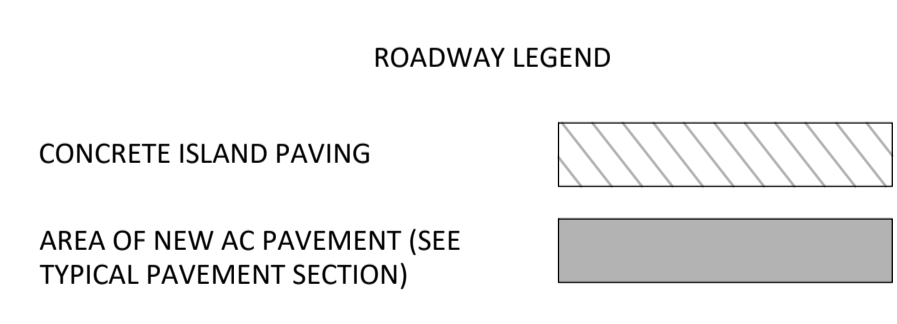 ROADWAY LEGEND
CONCRETE ISLAND PAVING
AREA OF NEW AC PAVEMENT (SEE
TYPICAL PAVEMENT SECTION)